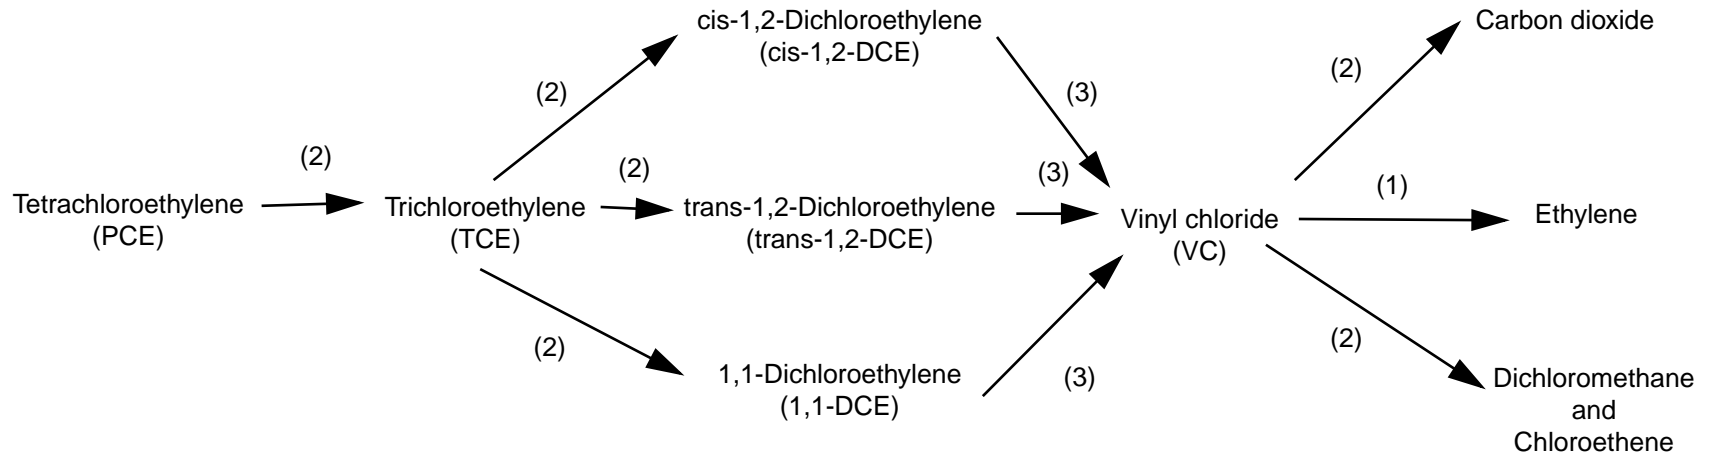 cis-1,2-Dichloroethylene
(cis-1,2-DCE)
Carbon dioxide
(2)
(2)
(3)
(2)
(2)
(3)
(1)
Tetrachloroethylene
(PCE)
Trichloroethylene
(TCE)
trans-1,2-Dichloroethylene
(trans-1,2-DCE)
Vinyl chloride
(VC)
Ethylene
(2)
(3)
(2)
1,1-Dichloroethylene
(1,1-DCE)
Dichloromethane
and
Chloroethene